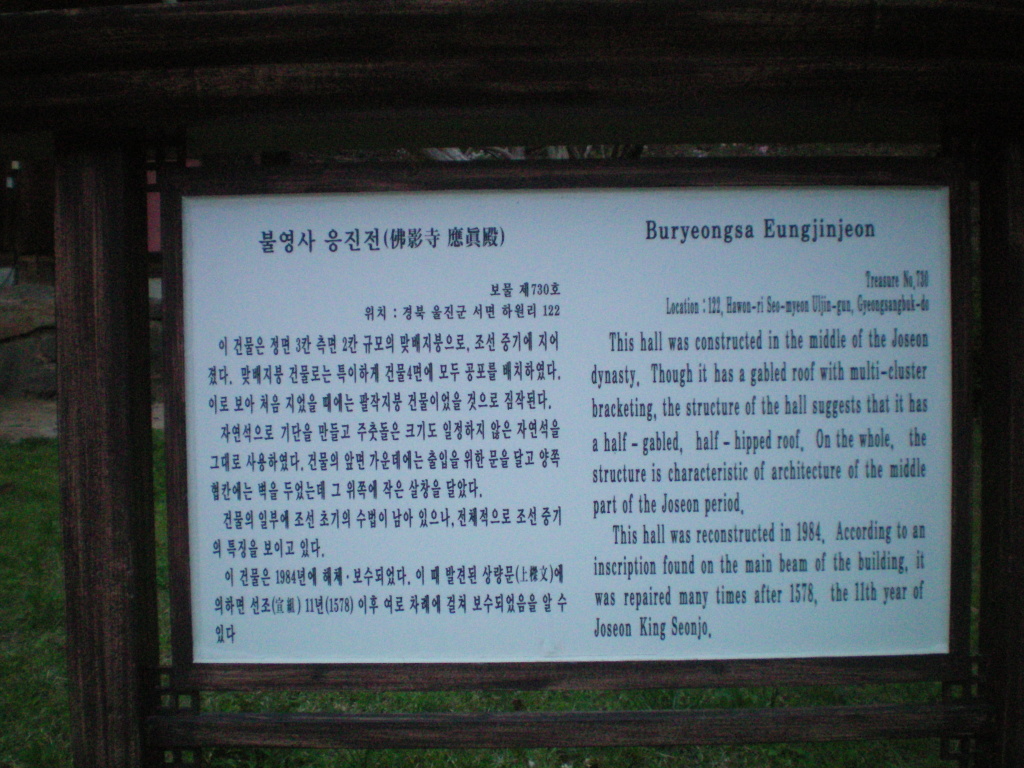 불영사 응진전(佛影寺 應眞殿)
보물 제730호
위치 : 경북 울진군 서면 하원리 122
이 건물은 정면 3칸 측면 2칸 규모의 맞배지붕으로, 조선 중기에 지어
졌다. 맞배지붕 건물로는 특이하게 건물4면에 모두 공포를 배치하였다.
이로 보아 처음 지었을 때에는 팔작지붕 건물이었을 것으로 짐작된다.
자연석으로 기단을 만들고 주춧돌은 크기도 일정하지 않은 자연석을
그대로 사용하였다. 건물의 앞면 가운데에는 출입을 위한 문을 달고 양쪽
협칸에는 벽을 두었는데 그 위쪽에 작은 살창을 달았다.
건물의 일부에 조선 초기의 수법이 남아 있으나, 전체적으로 조선 중기
의 특징을 보이고 있다.
이 건물은 1984년에 해체·보수되었다. 이 때 발견된 상량문(上樑文)에
의하면 선조(宣祖) 11년(1578) 이후 여로 차례에 걸쳐 보수되었음을 알 수
있다
Buryeongsa Eungjinjeon
Treasure No,730
Location : 122, Hawon-ri Seo-myeon Uljin-gun, Gyeongsangbuk-do
This hall was constructed in the middle of the Joseon
dynasty, Though it has a gabled roof with multi-cluster
bracketing, the structure of the hall suggests that it has
a half - gabled, half - hipped roof, On the whole, the
structure is characteristic of architecture of the middle
part of the Joseon period,
This hall was reconstructed in 1984, According to an
inscription found on the main beam of the building, it
was repaired many times after 1578, the 11th year of
Joseon King Seonjo,